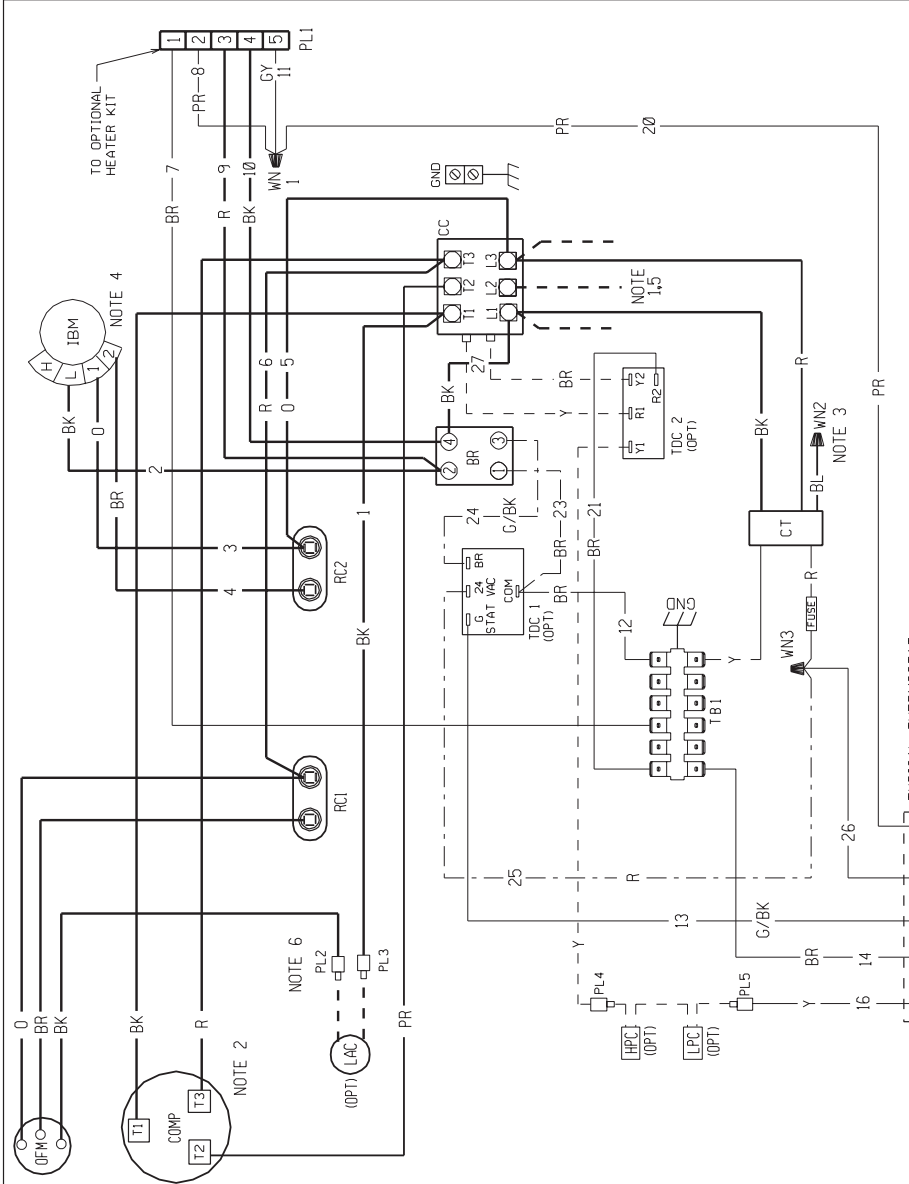 1
2
3
4
5
PL1
TO OPTIONAL
HEATER KIT
PR
8
GY
11
BR
7
R
9
BK
10
WN
1
PR
20
GND
IBM
H
L
1
2
NOTE 4
BK
O
BR
2
3
4
R
6
O
5
CC
T1
T2
T3
L1
L2
L3
NOTE
1,5
27
BK
Y
BR
BR
2
4
1
3
Y1
R1
Y2
R2
TDC 2
(OPT)
BK
R
PR
BL
WN2
NOTE 3
CT
RC2
1
BK
24
G/BK
23
BR
21
BR
G
24
VAC
BR
STAT
COM
TDC 1
(OPT)
BR
12
GND
TB1
Y
R
FUSE
WN3
RC1
25
R
26
13
G/BK
BR
14
Y
16
Y
PL4
HPC
(OPT)
LPC
(OPT)
PL5
NOTE 6
PL2
PL3
LAC
(OPT)
PR
O
BR
BK
OFM
BK
R
T1
T2
T3
COMP
NOTE 2